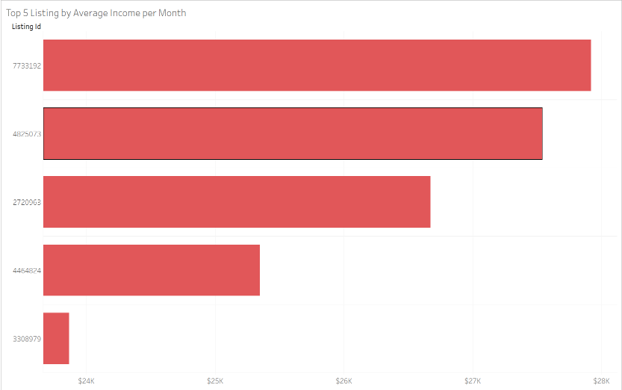 Top 5 Listing by Average Income per Month
Listing Id
7733192
4825073
2720963
4464824
3308979
$24K $25K $26K $27K $28K